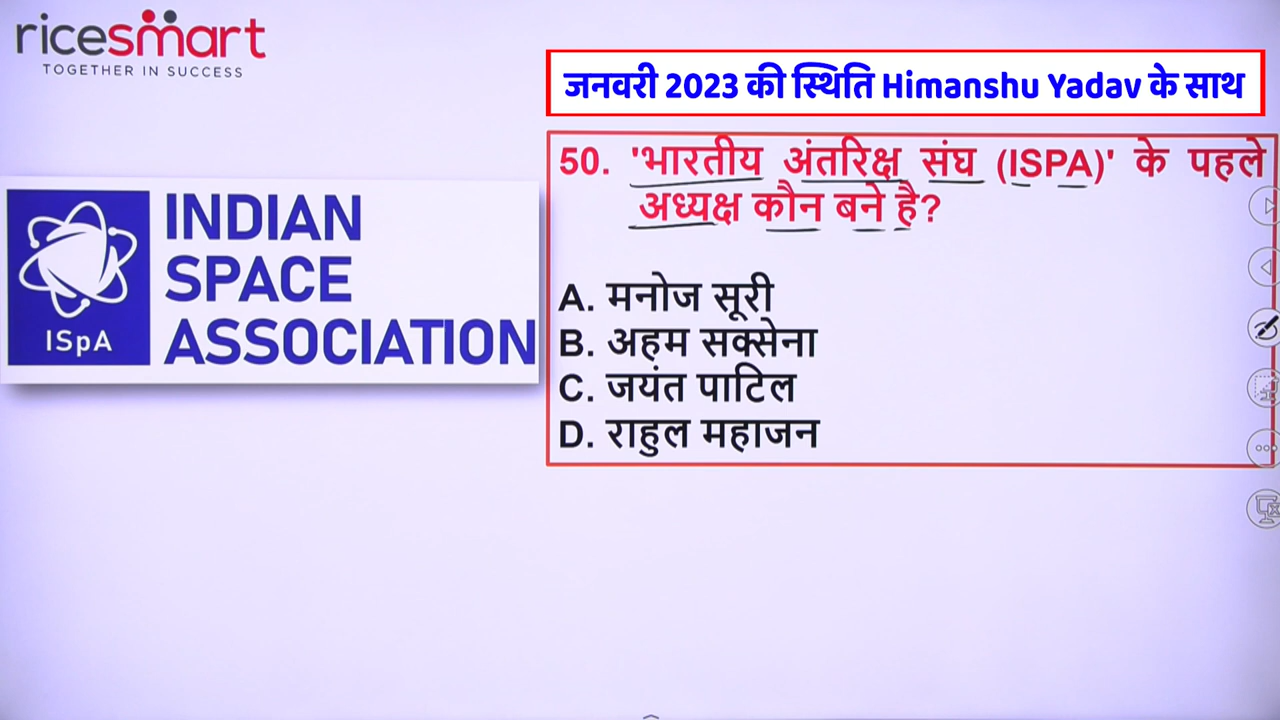 ricesmart
TOGETHER IN SUCCESS
जनवरी 2023 की स्थिति Himanshu Yadav के साथ
INDIAN
SPACE
ASSOCIATION
ISpA
50. 'भारतीय अंतरिक्ष संघ (ISPA)' के पहले
अध्यक्ष कौन बने है?
A. मनोज सूरी
B. अहम सक्सेना
C. जयंत पाटिल
D. राहुल महाजन